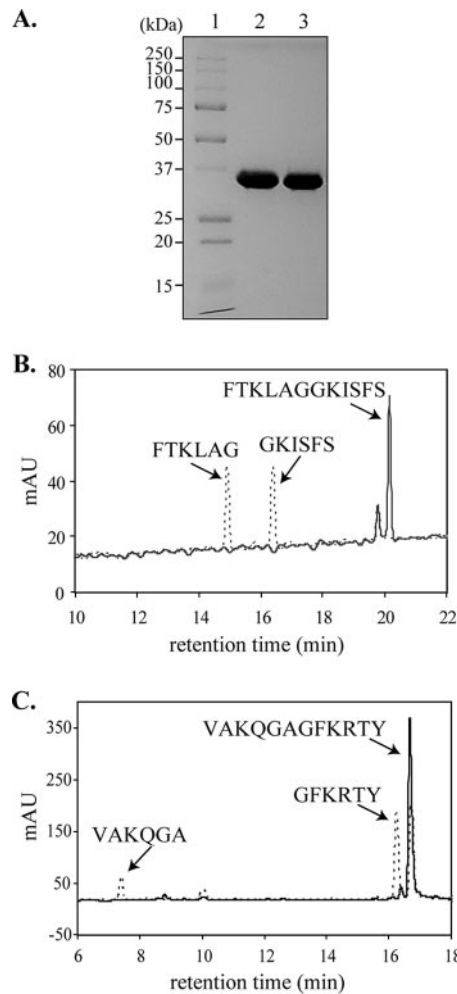 A.
(kDa) 1 2 3
250
150
100
75
50
37
25
20
15
B.
80
60
40
20
0
mAU
FTKLAGGKISFS
FTKLAG
GKISFS
10 12 14 16 18 20 22
retention time (min)
C.
350
250
150
50
-50
mAU
VAKQGAGFKRTY
GFKRTY
VAKQGA
6 8 10 12 14 16 18
retention time (min)